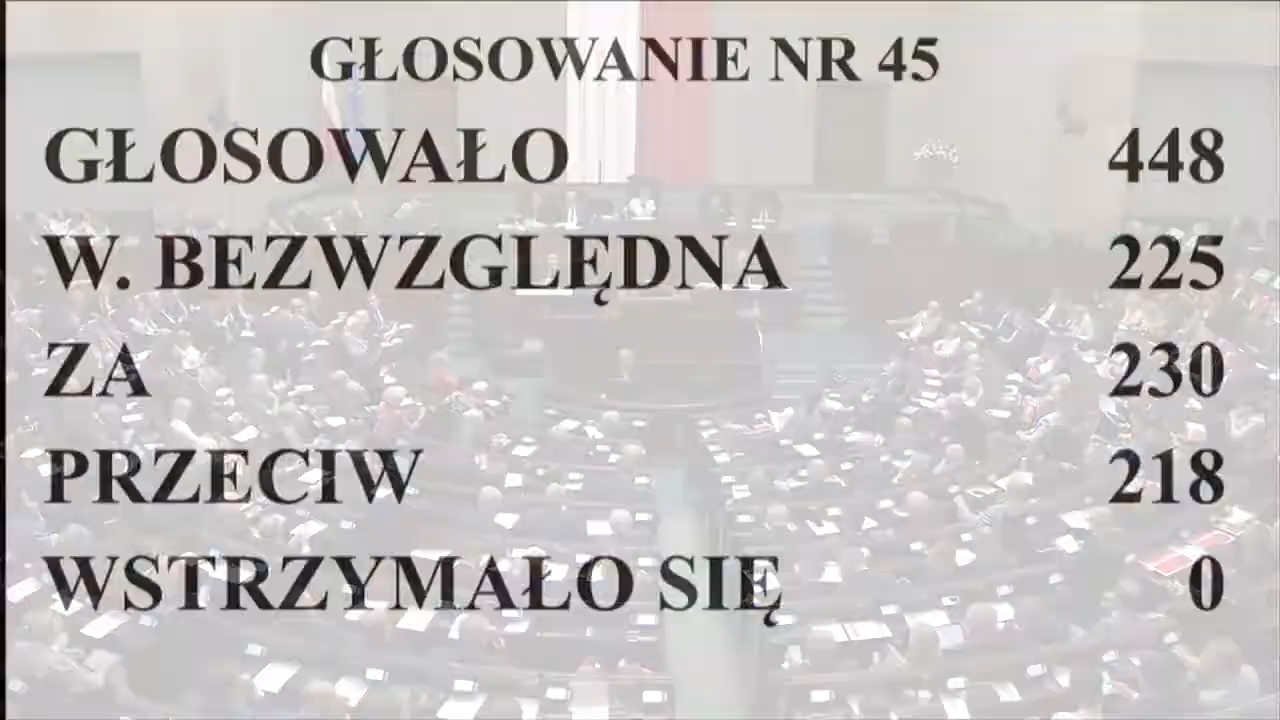 GŁOSOWANIE NR 45
GŁOSOWAŁO 448
W. BEZWZGLĘDNA 225
ZA 230
PRZECIW 218
WSTRZYMAŁO SIĘ 0